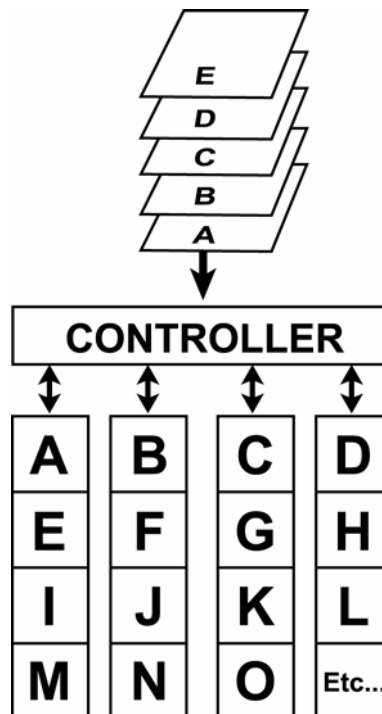 E
D
C
B
A
CONTROLLER
A B C D
E F G H
I J K L
M N O Etc...